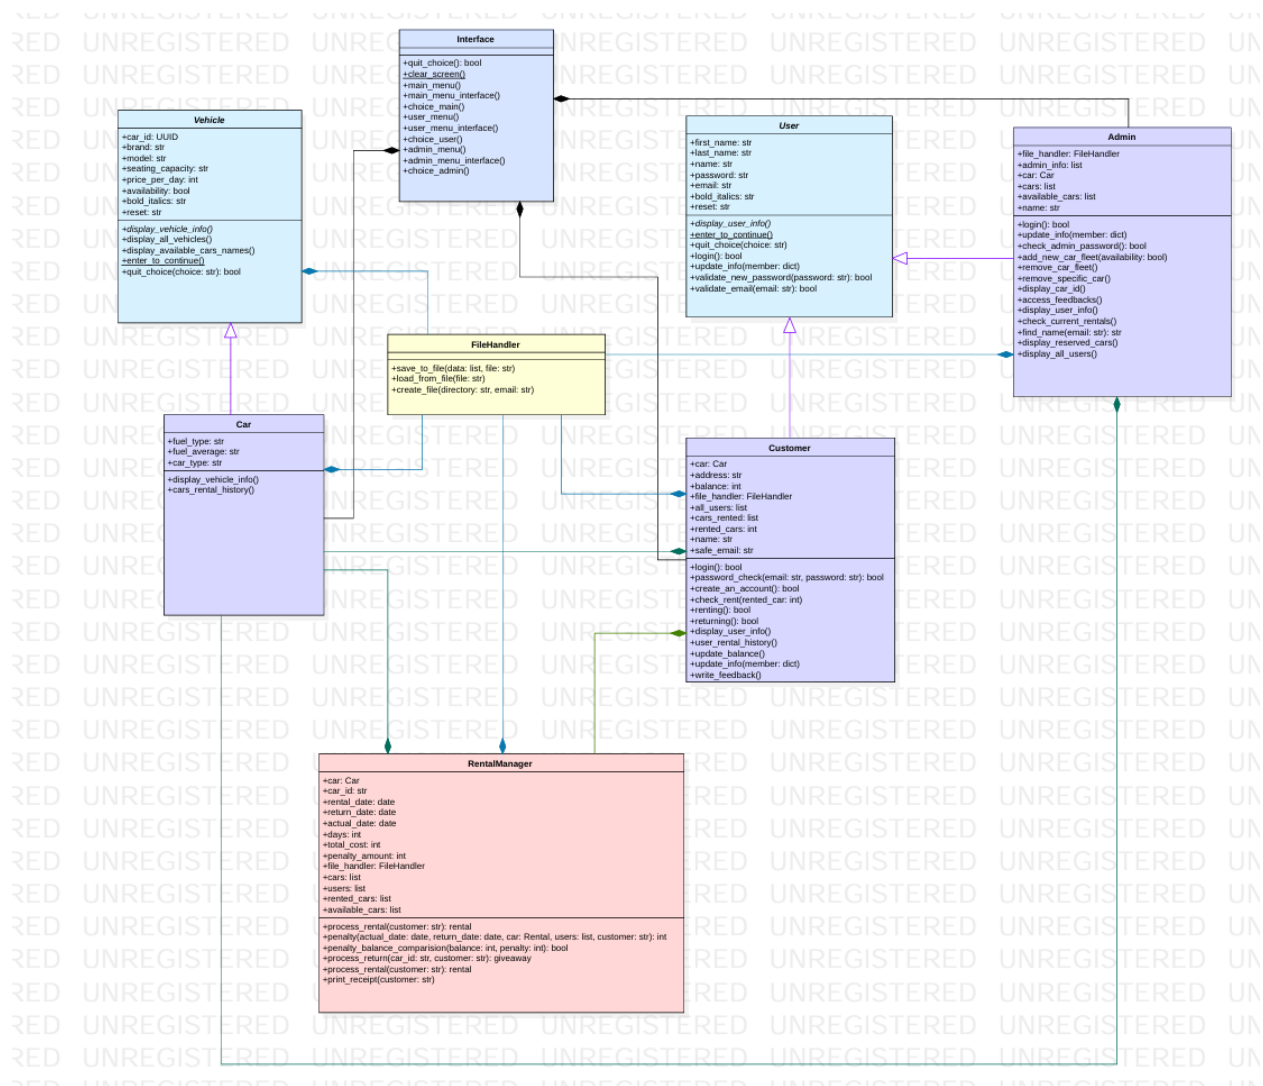 Interface
+quit_choice(): bool
+clear_screen()
+main_menu()
+main_menu_interface()
+choice_main()
+user_menu()
+user_menu_interface()
+choice_user()
+admin_menu()
+admin_menu_interface()
+choice_admin()
Vehicle
+car_id: UUID
+brand: str
+model: str
+seating_capacity: str
+price_per_day: int
+availability: bool
+bold_italics: str
+reset: str
+display_vehicle_info()
+display_all_vehicles()
+display_available_cars_names()
+enter_to_continue()
+quit_choice(choice: str): bool
User
+first_name: str
+last_name: str
+name: str
+password: str
+email: str
+bold_italics: str
+reset: str
+display_user_info()
+enter_to_continue()
+quit_choice(choice: str)
+login(): bool
+update_info(member: dict)
+validate_new_password(password: str): bool
+validate_email(email: str): bool
Admin
+file_handler: FileHandler
+admin_info: list
+car: Car
+cars: list
+available_cars: list
+name: str
+login(): bool
+update_info(member: dict)
+check_admin_password(): bool
+add_new_car_fleet(availability: bool)
+remove_car_fleet()
+remove_specific_car()
+display_car_id()
+access_feedbacks()
+display_user_info()
+check_current_rentals()
+find_name(email: str): str
+display_reserved_cars()
+display_all_users()
FileHandler
+save_to_file(data: list, file: str)
+load_from_file(file: str)
+create_file(directory: str, email: str)
Car
+fuel_type: str
+fuel_average: str
+car_type: str
+display_vehicle_info()
+cars_rental_history()
Customer
+car: Car
+address: str
+balance: int
+file_handler: FileHandler
+all_users: list
+cars_rented: list
+rented_cars: int
+name: str
+safe_email: str
+login(): bool
+password_check(email: str, password: str): bool
+create_an_account(): bool
+check_rent(rented_car: int)
+renting(): bool
+returning(): bool
+display_user_info()
+user_rental_history()
+update_balance()
+update_info(member: dict)
+write_feedback()
RentalManager
+car: Car
+car_id: str
+rental_date: date
+return_date: date
+actual_date: date
+days: int
+total_cost: int
+penalty_amount: int
+file_handler: FileHandler
+cars: list
+users: list
+rented_cars: list
+available_cars: list
+process_rental(customer: str): rental
+penalty(actual_date: date, return_date: date, car: Rental, users: list, customer: str): int
+penalty_balance_comparision(balance: int, penalty: int): bool
+process_return(car_id: str, customer: str): giveaway
+process_rental(customer: str): rental
+print_receipt(customer: str)